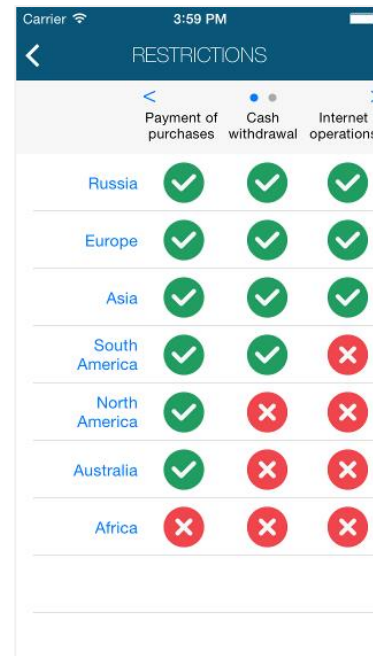 Carrier 3:59 PM
< RESTRICTIONS
<
Payment of Cash Internet
purchases withdrawal operations
Russia
Europe
Asia
South
America
North
America
Australia
Africa